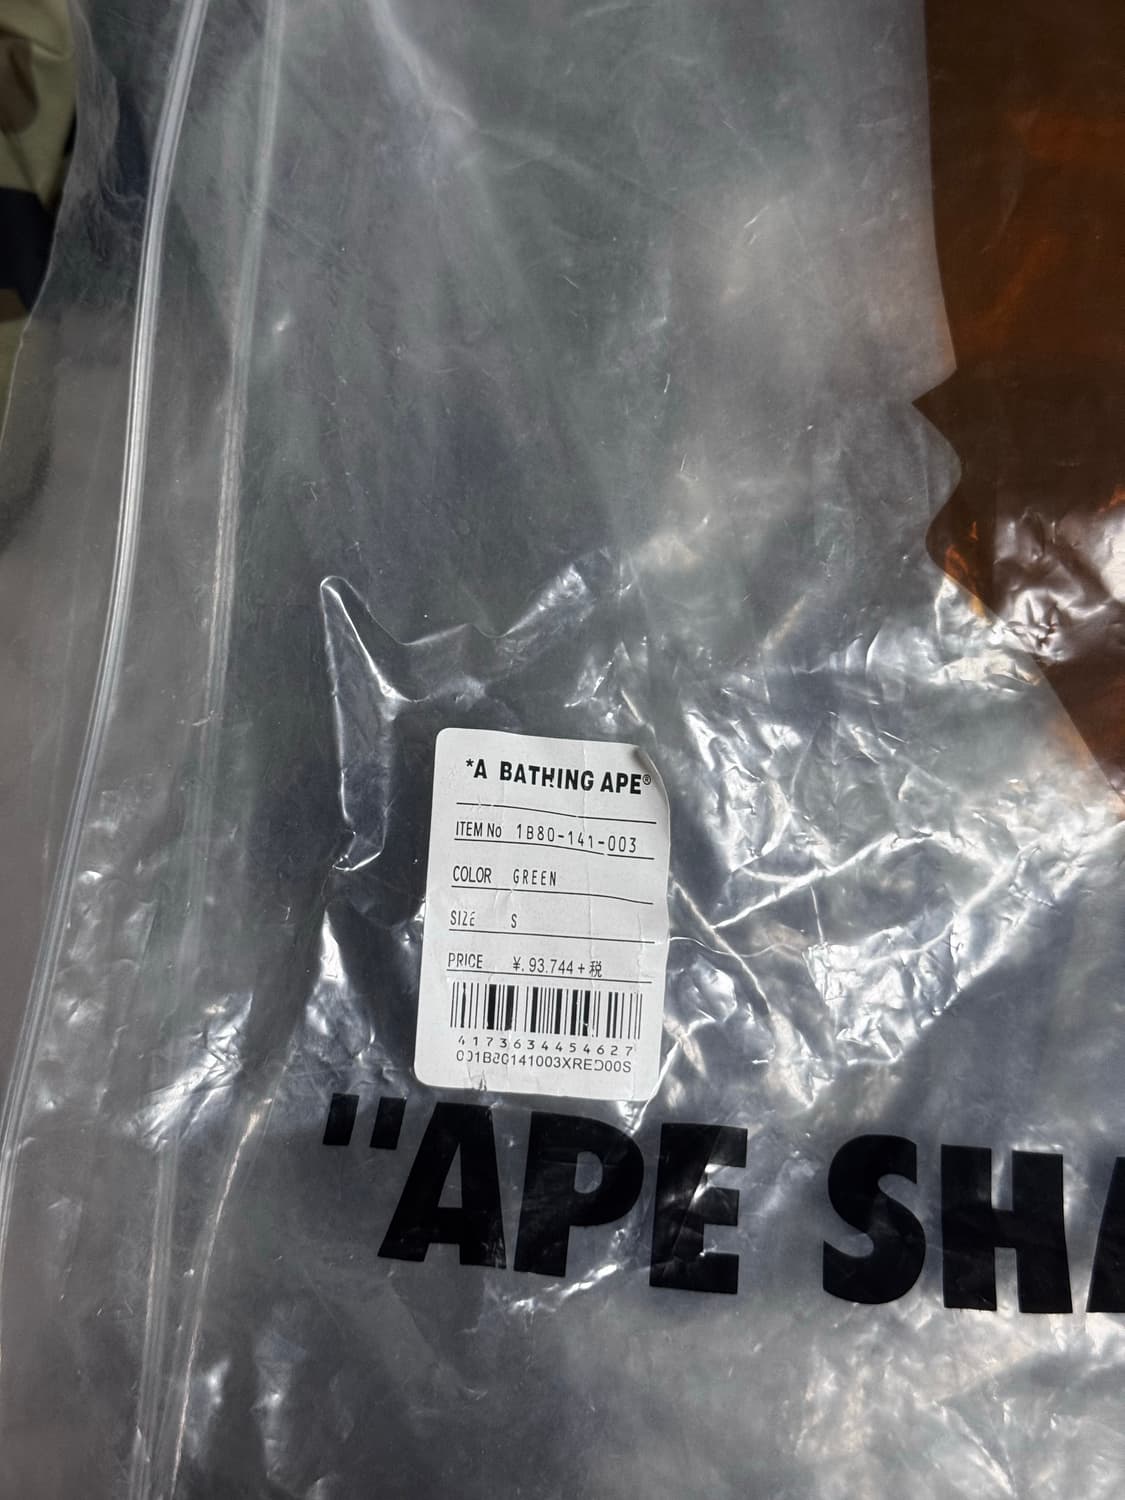 *A BATHING APE®
ITEM No 1B80-141-003
COLOR GREEN
SIZE S
PRICE ¥.93.744+税
4173634454627
001B80141003XRED00S
"APE SHA